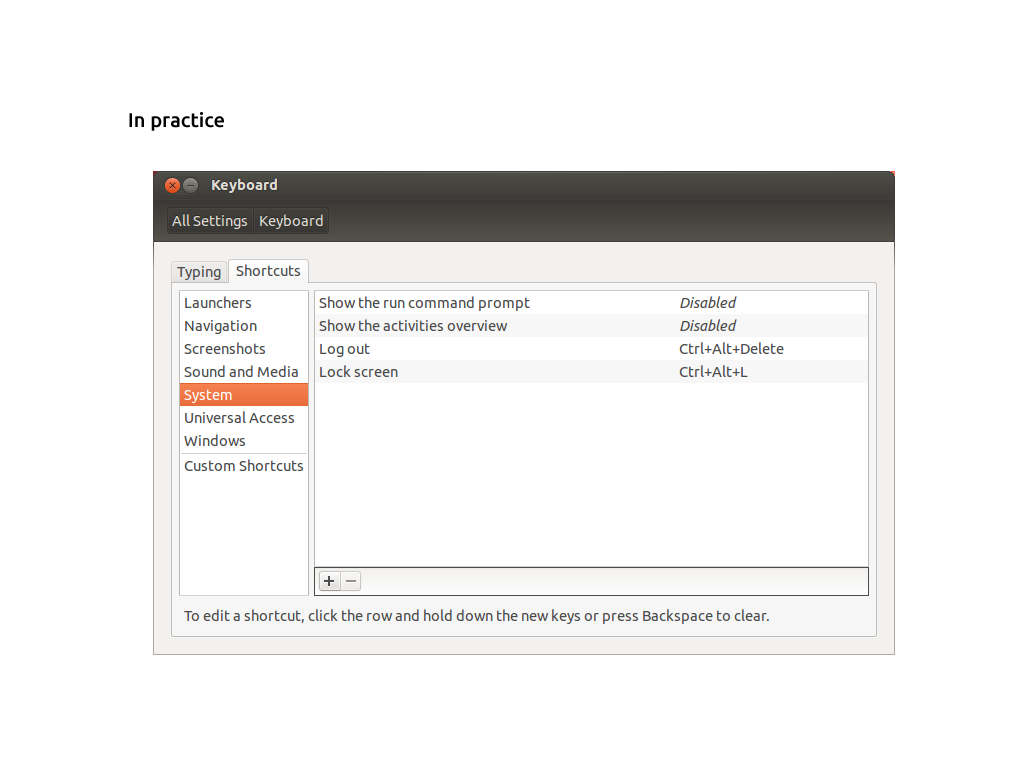 In practice
Keyboard
All Settings Keyboard
Typing Shortcuts
Launchers
Navigation
Screenshots
Sound and Media
System
Universal Access
Windows
Custom Shortcuts
Show the run command prompt Disabled
Show the activities overview Disabled
Log out Ctrl+Alt+Delete
Lock screen Ctrl+Alt+L
To edit a shortcut, click the row and hold down the new keys or press Backspace to clear.